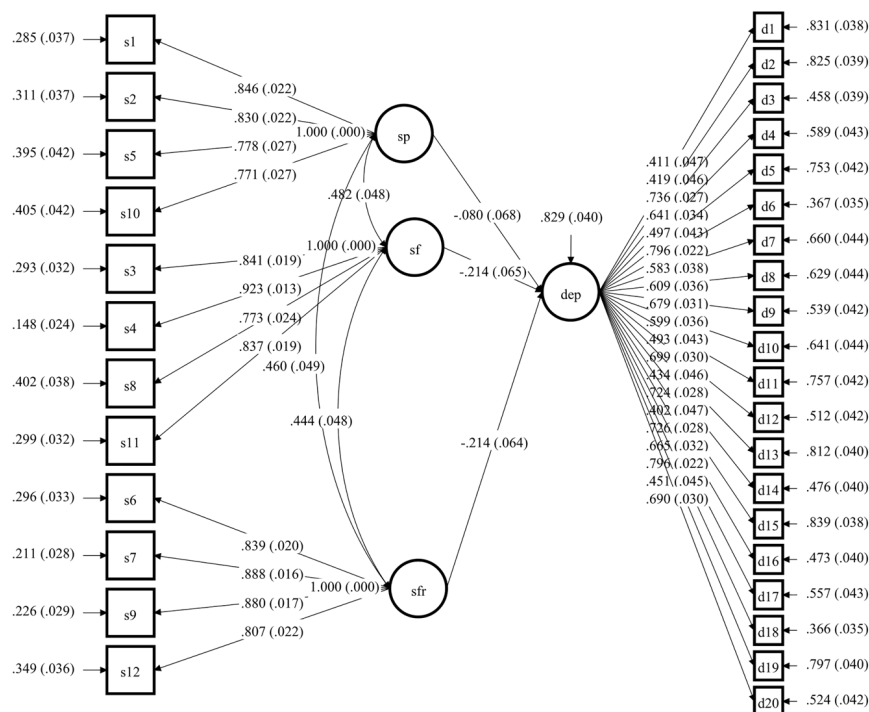 .285 (.037)
s1
.311 (.037)
s2
.395 (.042)
s5
.405 (.042)
s10
.293 (.032)
s3
.148 (.024)
s4
.402 (.038)
s8
.299 (.032)
s11
.296 (.033)
s6
.211 (.028)
s7
.226 (.029)
s9
.349 (.036)
s12
.846 (.022)
.830 (.022)
.778 (.027)
.771 (.027)
.841 (.019)
.923 (.013)
.773 (.024)
.837 (.019)
.839 (.020)
.888 (.016)
.880 (.017)
.807 (.022)
1.000 (.000)
sp
1.000 (.000)
sf
1.000 (.000)
sfr
.482 (.048)
.460 (.049)
.444 (.048)
-.080 (.068)
-.214 (.065)
-.214 (.064)
.829 (.040)
dep
.411 (.047)
.419 (.046)
.736 (.027)
.641 (.034)
.497 (.043)
.796 (.022)
.583 (.038)
.609 (.036)
.679 (.031)
.599 (.036)
.493 (.043)
.699 (.030)
.434 (.046)
.724 (.028)
.402 (.047)
.726 (.028)
.665 (.032)
.796 (.022)
.451 (.045)
.690 (.030)
d1
.831 (.038)
d2
.825 (.039)
d3
.458 (.039)
d4
.589 (.043)
d5
.753 (.042)
d6
.367 (.035)
d7
.660 (.044)
d8
.629 (.044)
d9
.539 (.042)
d10
.641 (.044)
d11
.757 (.042)
d12
.512 (.042)
d13
.812 (.040)
d14
.476 (.040)
d15
.839 (.038)
d16
.473 (.040)
d17
.557 (.043)
d18
.366 (.035)
d19
.797 (.040)
d20
.524 (.042)